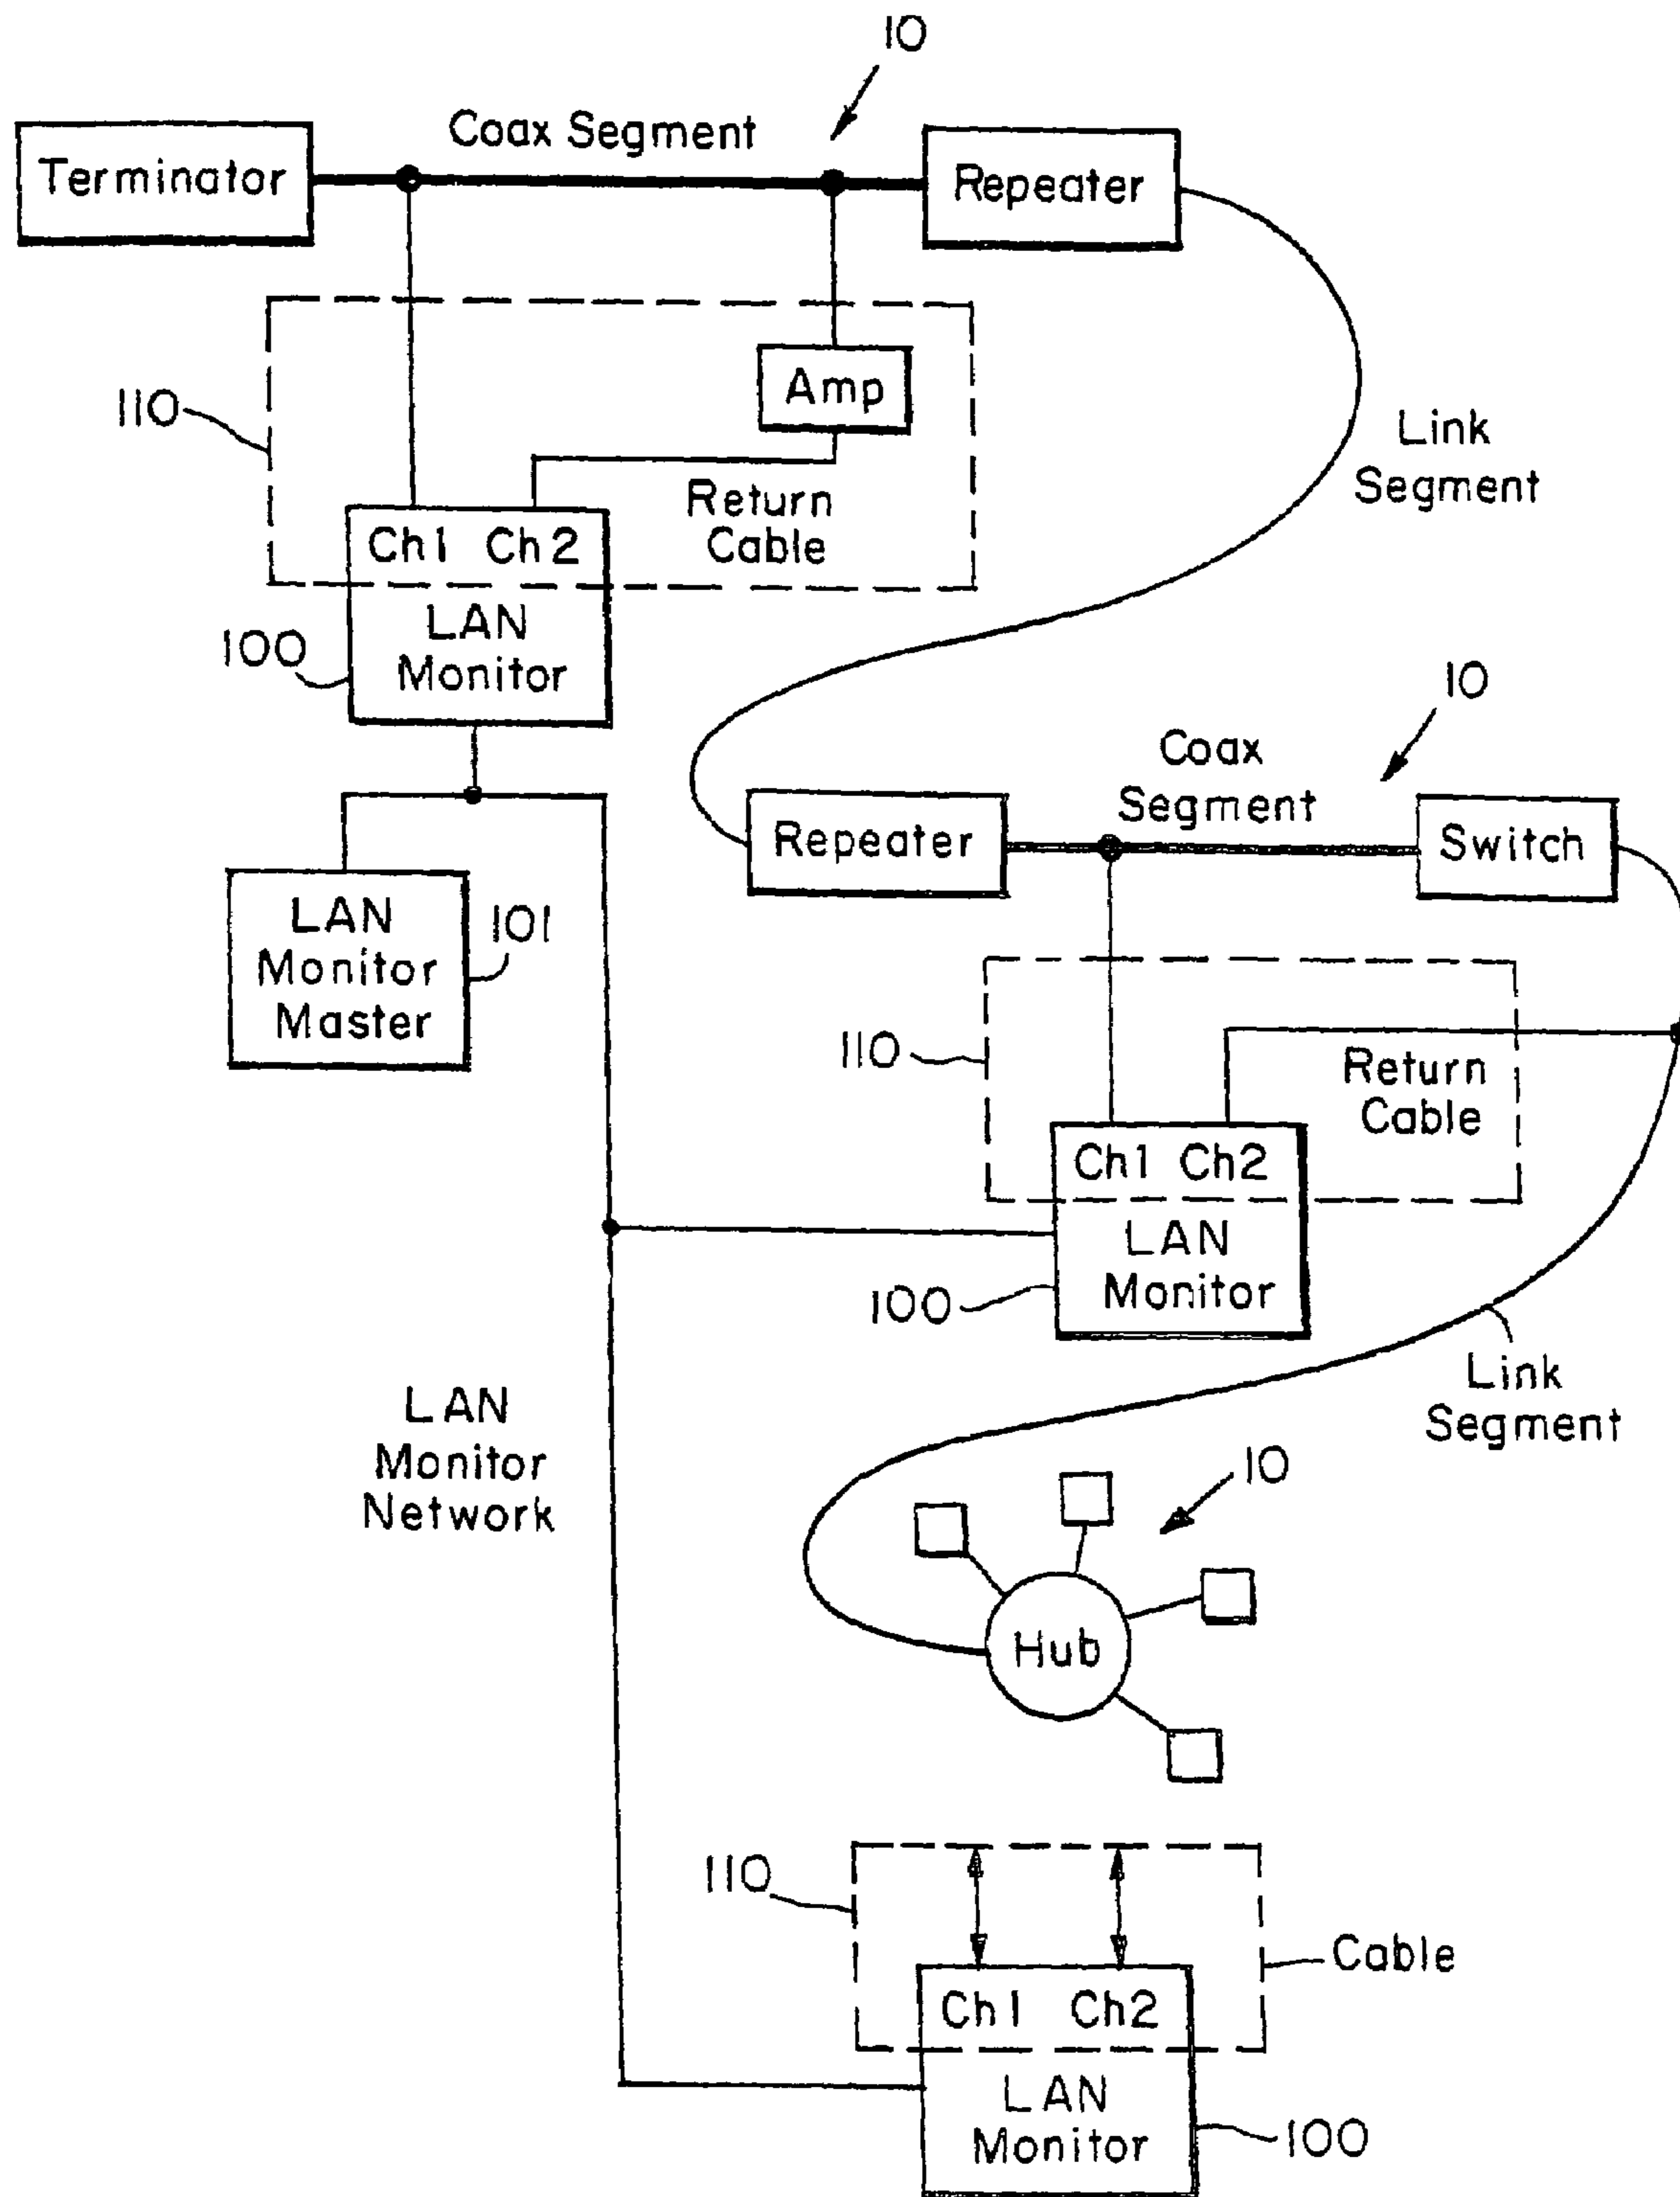 10
Coax Segment
Terminator
Repeater
110
Amp
Link
Segment
Return
Cable
Ch1 Ch2
LAN
Monitor
100
10
Coax
Segment
Repeater
Switch
LAN
Monitor
Master
101
110
Return
Cable
Ch1 Ch2
LAN
Monitor
100
Link
Segment
LAN
Monitor
Network
10
Hub
110
Cable
Ch1 Ch2
LAN
Monitor
100